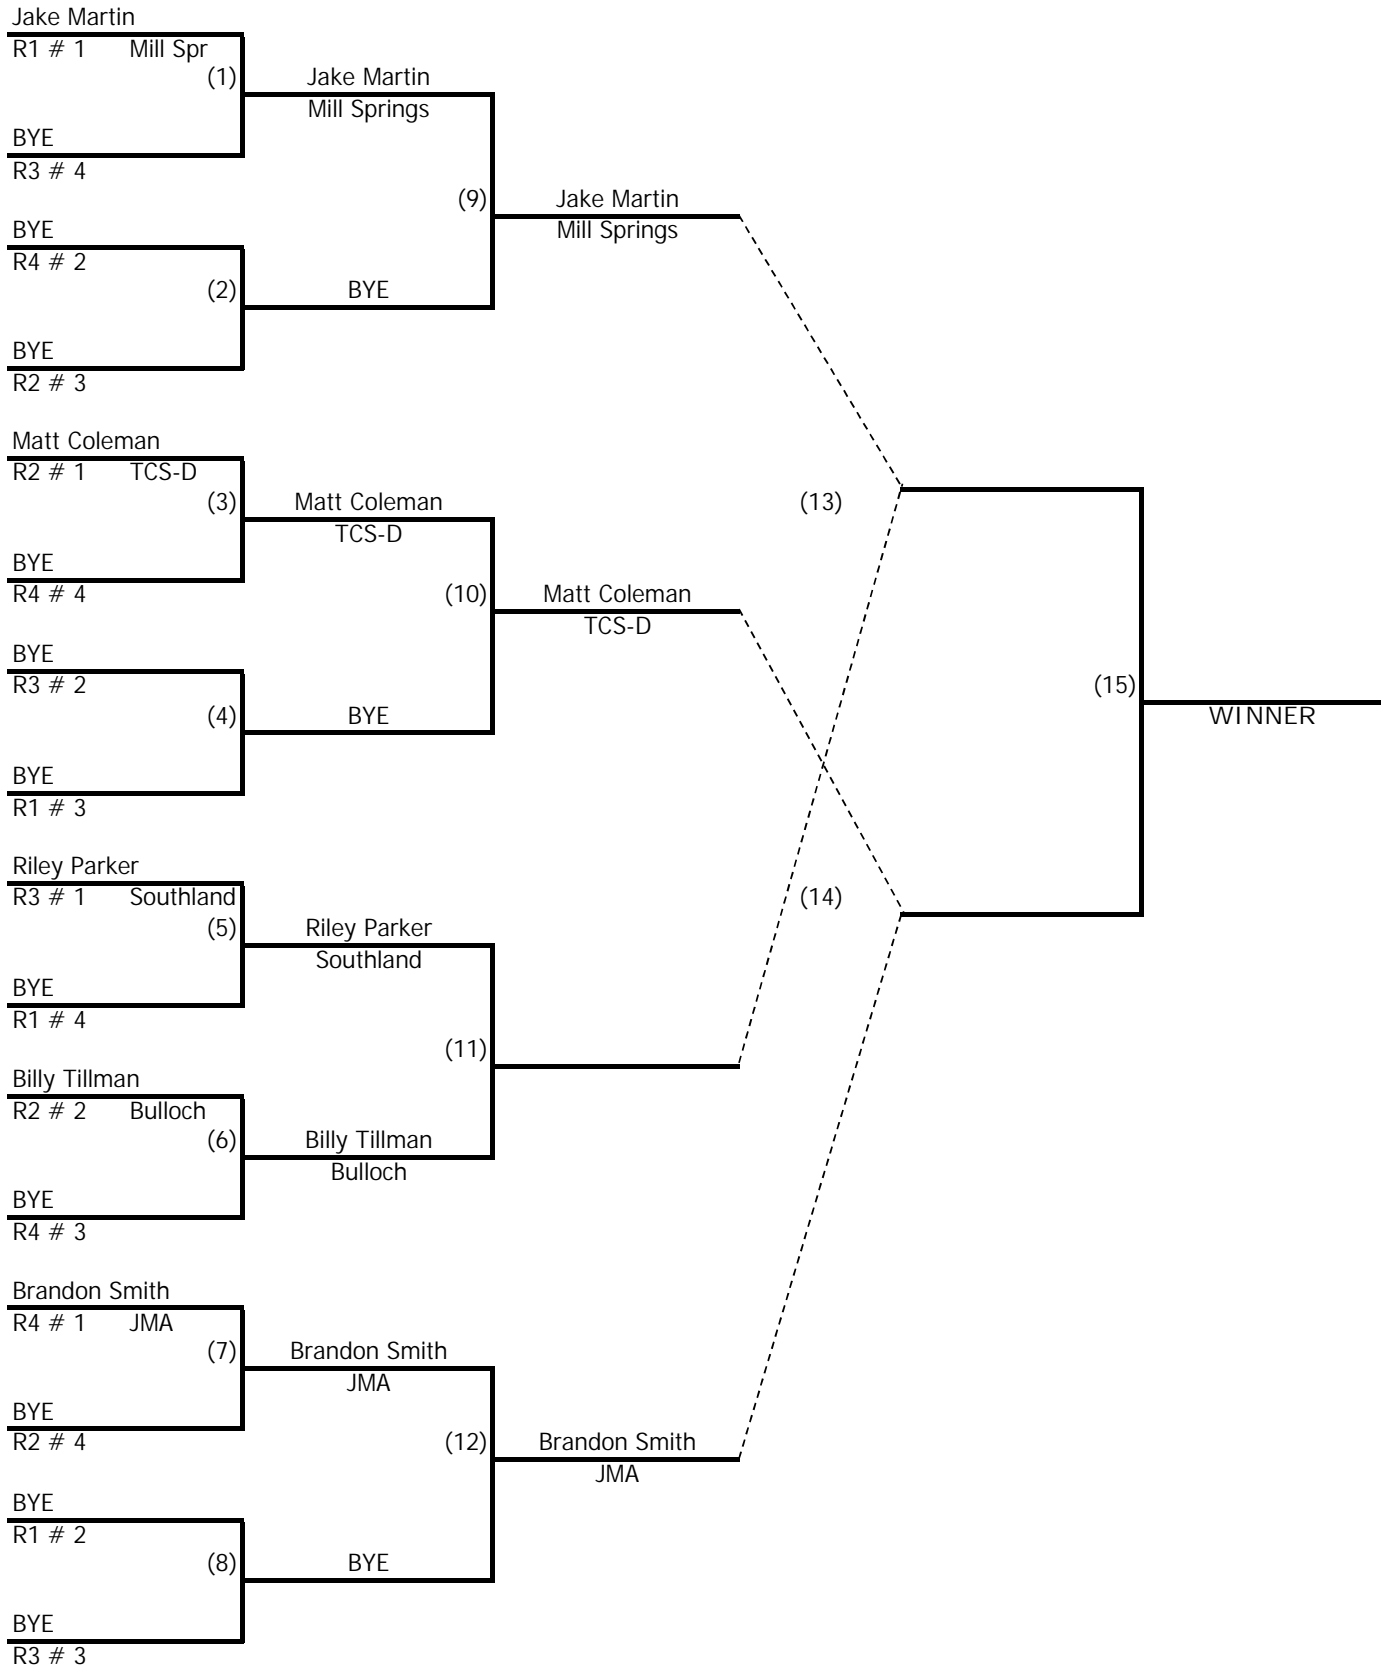 Jake Martin
R1 # 1 Mill Spr
(1)
BYE
R3 # 4
BYE
R4 # 2
(2)
BYE
R2 # 3
Matt Coleman
R2 # 1 TCS-D
(3)
BYE
R4 # 4
BYE
R3 # 2
(4)
BYE
R1 # 3
Riley Parker
R3 # 1 Southland
(5)
BYE
R1 # 4
Billy Tillman
R2 # 2 Bulloch
(6)
BYE
R4 # 3
Brandon Smith
R4 # 1 JMA
(7)
BYE
R2 # 4
BYE
R1 # 2
(8)
BYE
R3 # 3
Jake Martin
Mill Springs
(9)
BYE
Matt Coleman
TCS-D
(10)
BYE
Riley Parker
Southland
(11)
Billy Tillman
Bulloch
Brandon Smith
JMA
(12)
BYE
Jake Martin
Mill Springs
Matt Coleman
TCS-D
Brandon Smith
JMA
(13)
(14)
(15)
WINNER